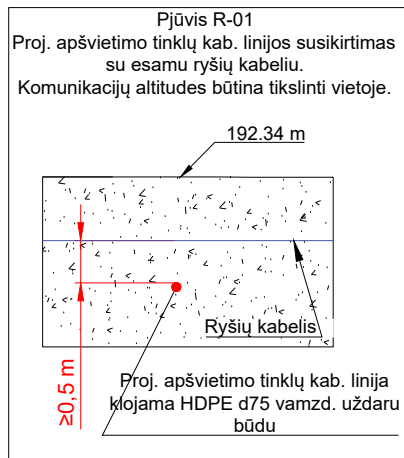 Pjūvis R-01
Proj. apšvietimo tinklų kab. linijos susikirtimas
su esamu ryšių kabeliu.
Komunikacijų altitudes būtina tikslinti vietoje.
192.34 m
Ryšių kabelis
≥0,5 m
Proj. apšvietimo tinklų kab. linija
klojama HDPE d75 vamzd. uždaru
būdu